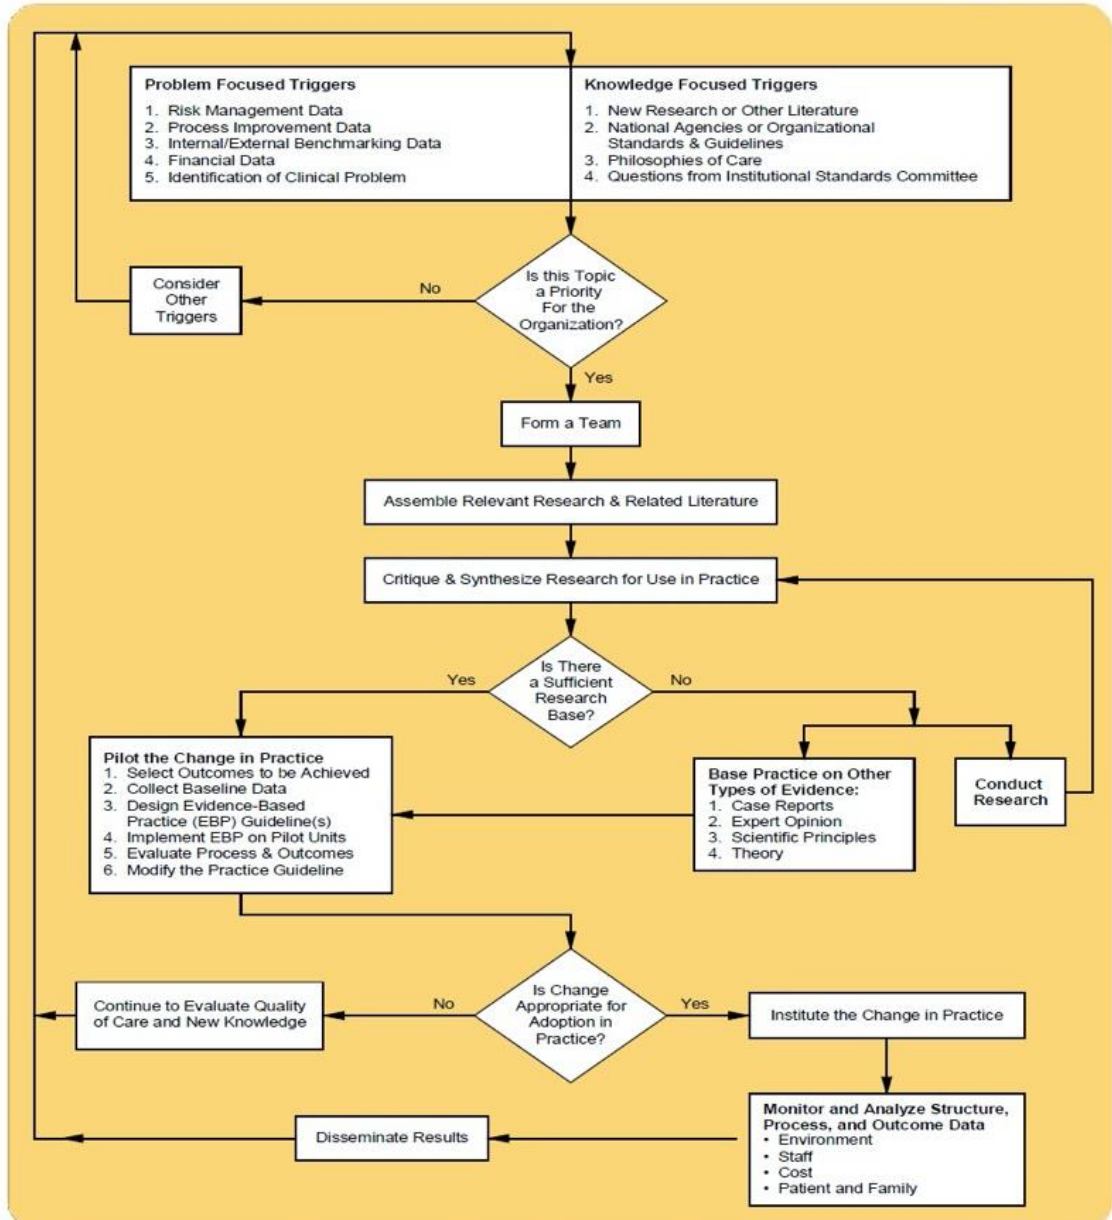 Problem Focused Triggers
1. Risk Management Data
2. Process Improvement Data
3. Internal/External Benchmarking Data
4. Financial Data
5. Identification of Clinical Problem
Knowledge Focused Triggers
1. New Research or Other Literature
2. National Agencies or Organizational
Standards & Guidelines
3. Philosophies of Care
4. Questions from Institutional Standards Committee
Is this Topic
a Priority
For the
Organization?
No
Consider
Other
Triggers
Yes
Form a Team
Assemble Relevant Research & Related Literature
Critique & Synthesize Research for Use in Practice
Is There
a Sufficient
Research
Base?
Yes
No
Pilot the Change in Practice
1. Select Outcomes to be Achieved
2. Collect Baseline Data
3. Design Evidence-Based
Practice (EBP) Guideline(s)
4. Implement EBP on Pilot Units
5. Evaluate Process & Outcomes
6. Modify the Practice Guideline
Base Practice on Other
Types of Evidence:
1. Case Reports
2. Expert Opinion
3. Scientific Principles
4. Theory
Conduct
Research
Is Change
Appropriate for
Adoption in
Practice?
No
Continue to Evaluate Quality
of Care and New Knowledge
Yes
Institute the Change in Practice
Monitor and Analyze Structure,
Process, and Outcome Data
• Environment
• Staff
• Cost
• Patient and Family
Disseminate Results